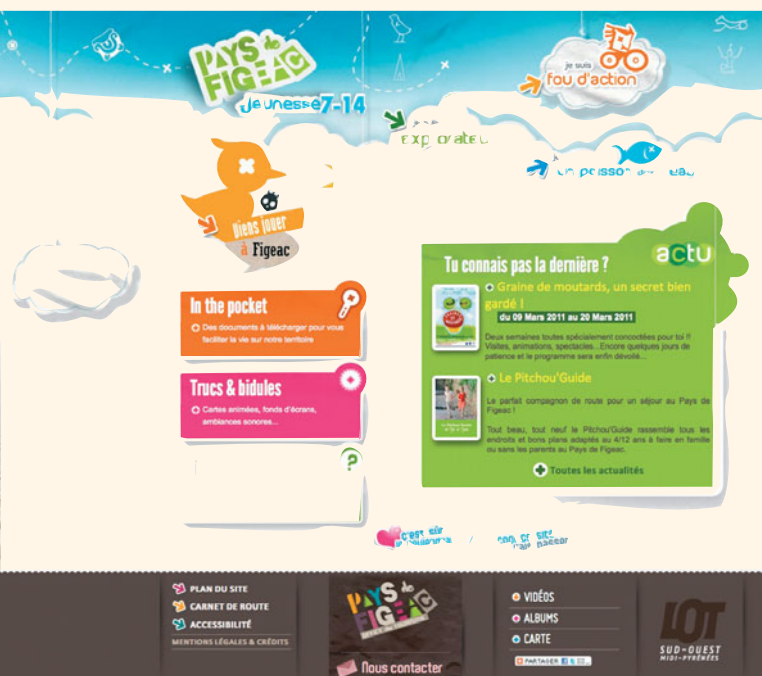 PAYS de
FIGEAC
Jeunesse 7-14
je suis
fou d'action
Viens jouer
à Figeac
In the pocket
Des documents à télécharger pour vous
faciliter la vie sur notre territoire
Trucs & bidules
Cartes animées, fonds d'écrans,
ambiances sonores...
?
actu
Tu connais pas la dernière ?
Graine de moutards, un secret bien
gardé !
du 09 Mars 2011 au 20 Mars 2011
Deux semaines toutes spécialement concoctées pour toi !!
Visites, animations, spectacles...Encore quelques jours de
patience et le programme sera enfin dévoilé...
Le Pitchou'Guide
Le parfait compagnon de route pour un séjour au Pays de
Figeac !
Tout beau, tout neuf le Pitchou'Guide rassemble tous les
endroits et bons plans adaptés au 4/12 ans à faire en famille
ou sans les parents au Pays de Figeac.
Toutes les actualités
c'est sûr
PLAN DU SITE
CARNET DE ROUTE
ACCESSIBILITÉ
MENTIONS LÉGALES & CRÉDITS
PAYS de
FIGEAC
Nous contacter
VIDÉOS
ALBUMS
CARTE
PARTAGER
LOT
SUD-OUEST
MIDI-PYRÉNÉES